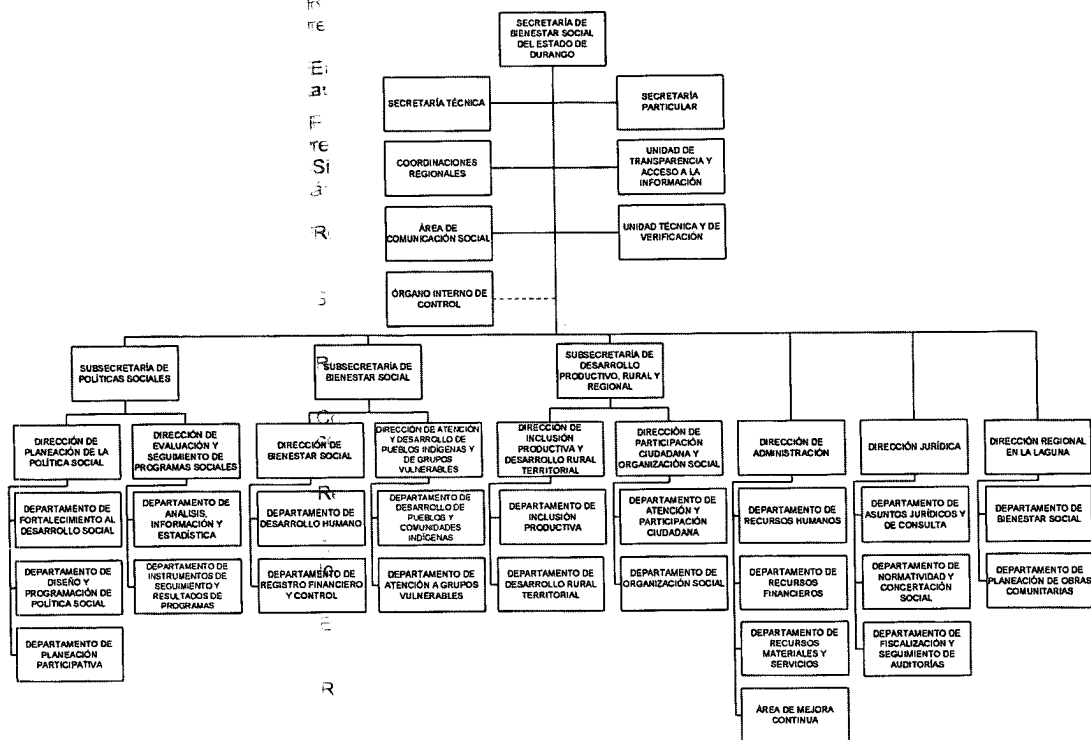 SECRETARÍA DE
BIENESTAR SOCIAL
DEL ESTADO DE
DURANGO
SECRETARÍA TÉCNICA
SECRETARÍA
PARTICULAR
COORDINACIONES
REGIONALES
UNIDAD DE
TRANSPARENCIA Y
ACCESO A LA
INFORMACIÓN
ÁREA DE
COMUNICACIÓN SOCIAL
UNIDAD TÉCNICA Y DE
VERIFICACIÓN
ÓRGANO INTERNO DE
CONTROL
SUBSECRETARÍA DE
POLÍTICAS SOCIALES
SUBSECRETARÍA DE
BIENESTAR SOCIAL
SUBSECRETARÍA DE
DESARROLLO
PRODUCTIVO, RURAL Y
REGIONAL
DIRECCIÓN DE
PLANEACIÓN DE LA
POLÍTICA SOCIAL
DIRECCIÓN DE
EVALUACIÓN Y
SEGUIMIENTO DE
PROGRAMAS SOCIALES
DIRECCIÓN DE
BIENESTAR SOCIAL
DIRECCIÓN DE ATENCIÓN
Y DESARROLLO DE
PUEBLOS INDÍGENAS Y
DE GRUPOS
VULNERABLES
DIRECCIÓN DE
INCLUSIÓN
PRODUCTIVA Y
DESARROLLO RURAL
TERRITORIAL
DIRECCIÓN DE
PARTICIPACIÓN
CIUDADANA Y
ORGANIZACIÓN SOCIAL
DIRECCIÓN DE
ADMINISTRACIÓN
DIRECCIÓN JURÍDICA
DIRECCIÓN REGIONAL
EN LA LAGUNA
DEPARTAMENTO DE
FORTALECIMIENTO AL
DESARROLLO SOCIAL
DEPARTAMENTO DE
ANÁLISIS,
INFORMACIÓN Y
ESTADÍSTICA
DEPARTAMENTO DE
DESARROLLO HUMANO
DEPARTAMENTO DE
DESARROLLO DE
PUEBLOS Y
COMUNIDADES
INDÍGENAS
DEPARTAMENTO DE
INCLUSIÓN
PRODUCTIVA
DEPARTAMENTO DE
ATENCIÓN Y
PARTICIPACIÓN
CIUDADANA
DEPARTAMENTO DE
RECURSOS HUMANOS
DEPARTAMENTO DE
ASUNTOS JURÍDICOS Y
DE CONSULTA
DEPARTAMENTO DE
BIENESTAR SOCIAL
DEPARTAMENTO DE
DISEÑO Y
PROGRAMACIÓN DE
POLÍTICA SOCIAL
DEPARTAMENTO DE
INSTRUMENTOS DE
SEGUIMIENTO Y
RESULTADOS DE
PROGRAMAS
DEPARTAMENTO DE
REGISTRO FINANCIERO
Y CONTROL
DEPARTAMENTO DE
ATENCIÓN A GRUPOS
VULNERABLES
DEPARTAMENTO DE
DESARROLLO RURAL
TERRITORIAL
DEPARTAMENTO DE
ORGANIZACIÓN SOCIAL
DEPARTAMENTO DE
RECURSOS
FINANCIEROS
DEPARTAMENTO DE
NORMATIVIDAD Y
CONCERTACIÓN
SOCIAL
DEPARTAMENTO DE
PLANEACIÓN DE OBRAS
COMUNITARIAS
DEPARTAMENTO DE
PLANEACIÓN
PARTICIPATIVA
DEPARTAMENTO DE
RECURSOS
MATERIALES Y
SERVICIOS
DEPARTAMENTO DE
FISCALIZACIÓN Y
SEGUIMIENTO DE
AUDITORÍAS
ÁREA DE MEJORA
CONTINUA